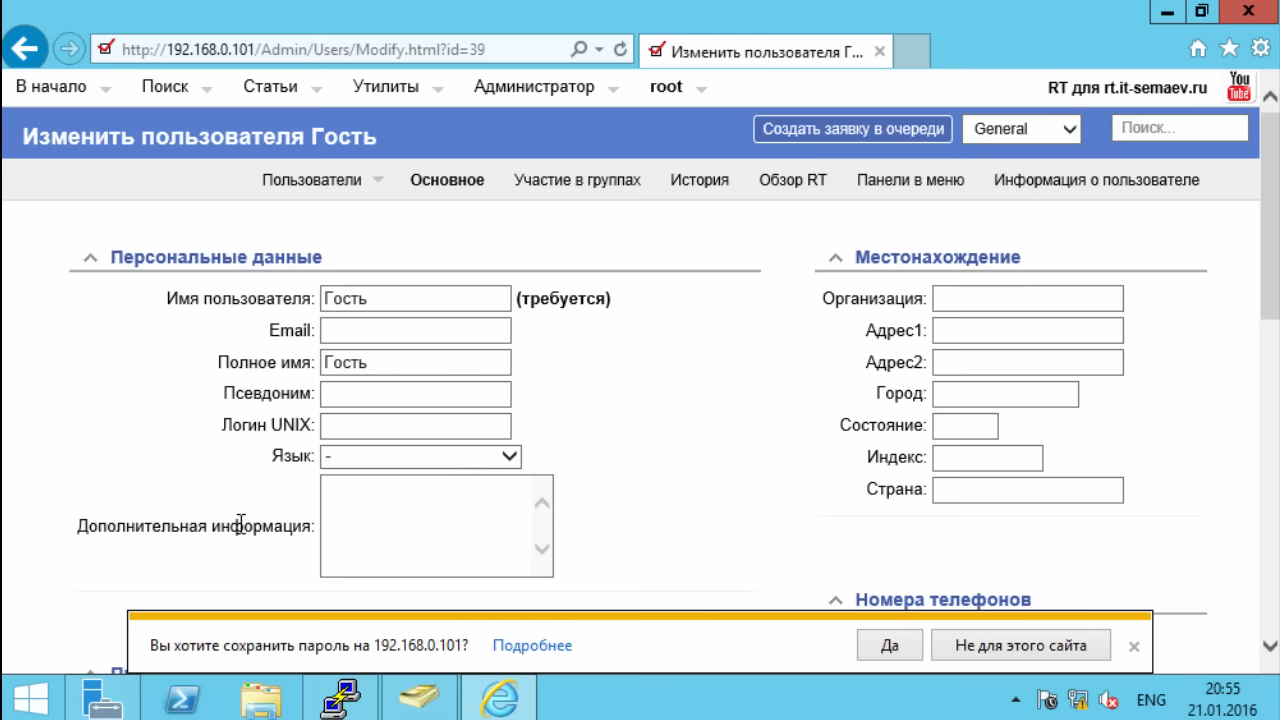 http://192.168.0.101/Admin/Users/Modify.html?id=39
Изменить пользователя Г...
В начало Поиск Статьи Утилиты Администратор root RT для rt.it-semaev.ru You Tube
Изменить пользователя Гость Создать заявку в очереди General Поиск...
Пользователи Основное Участие в группах История Обзор RT Панели в меню Информация о пользователе
Персональные данные
Имя пользователя: Гость (требуется)
Email:
Полное имя: Гость
Псевдоним:
Логин UNIX:
Язык: -
Дополнительная информация:
Местонахождение
Организация:
Адрес1:
Адрес2:
Город:
Состояние:
Индекс:
Страна:
Номера телефонов
Вы хотите сохранить пароль на 192.168.0.101? Подробнее Да Не для этого сайта
ENG
20:55
21.01.2016